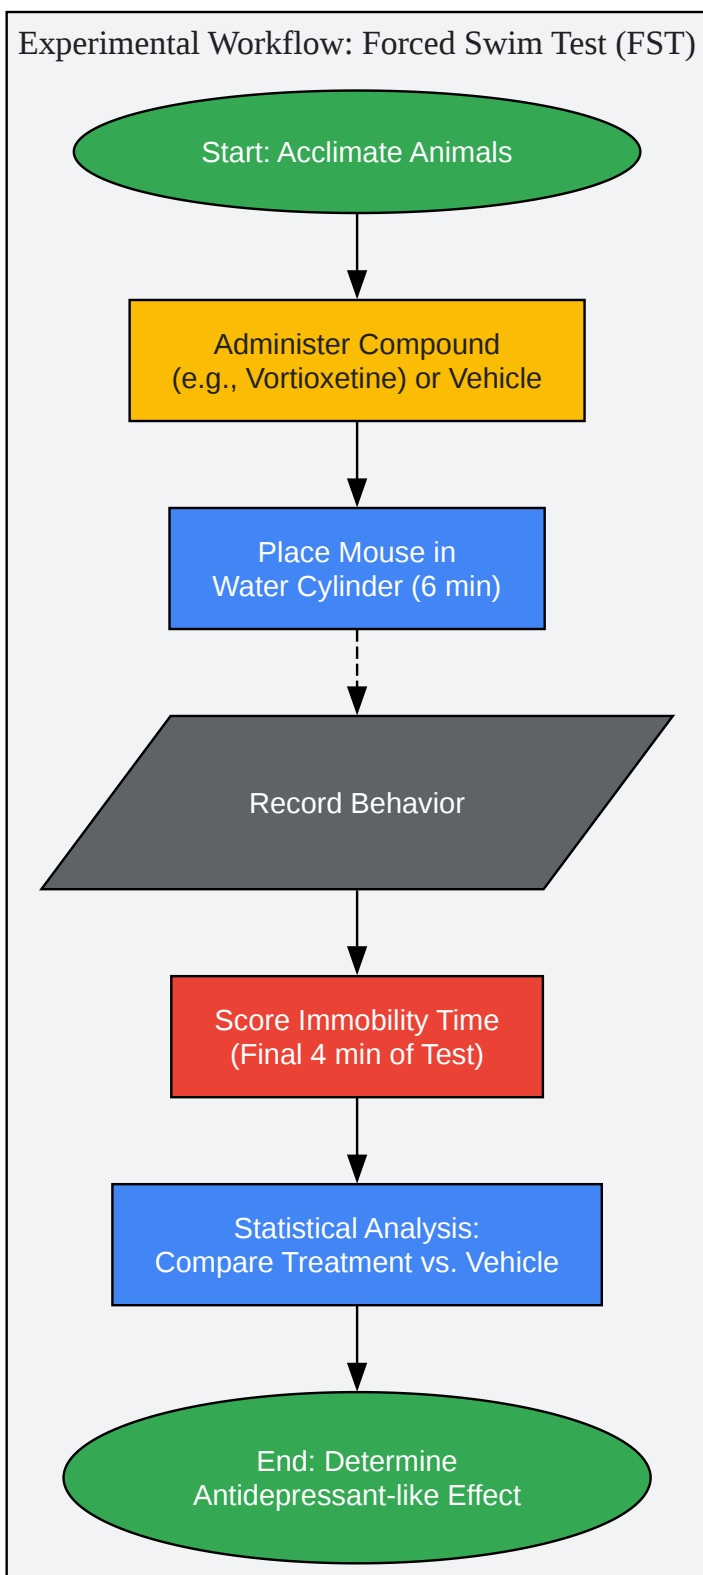 Experimental Workflow: Forced Swim Test (FST)
Start: Acclimate Animals
Administer Compound
(e.g., Vortioxetine) or Vehicle
Place Mouse in
Water Cylinder (6 min)
Record Behavior
Score Immobility Time
(Final 4 min of Test)
Statistical Analysis:
Compare Treatment vs. Vehicle
End: Determine
Antidepressant-like Effect